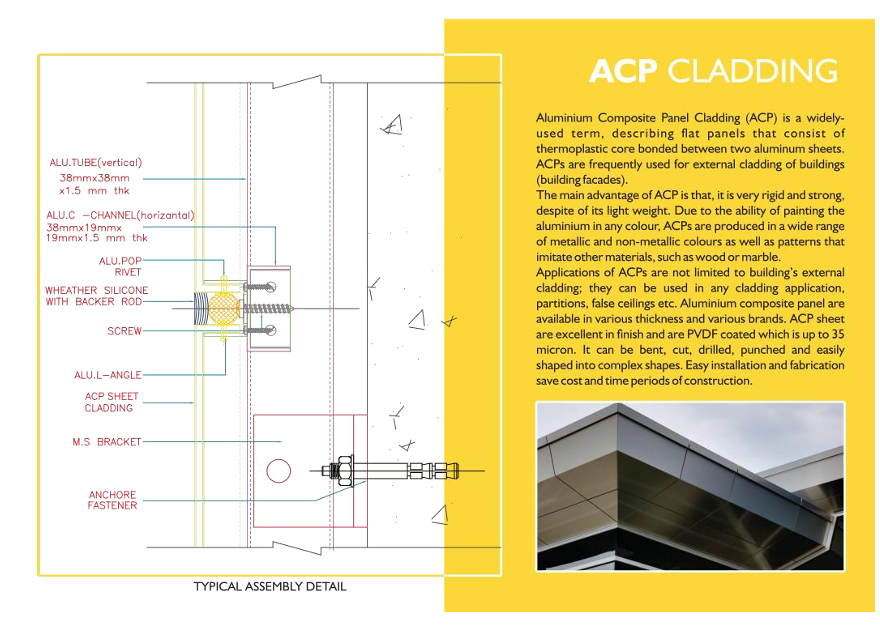 ACP CLADDING
ALU.TUBE(vertical)
38mmx38mm
x1.5 mm thk
ALU.C -CHANNEL(horizantal)
38mmx19mmx
19mmx1.5 mm thk
ALU.POP
RIVET
WHEATHER SILICONE
WITH BACKER ROD
SCREW
ALU.L-ANGLE
ACP SHEET
CLADDING
M.S BRACKET
ANCHORE
FASTENER
TYPICAL ASSEMBLY DETAIL
Aluminium Composite Panel Cladding (ACP) is a widely-
used term, describing flat panels that consist of
thermoplastic core bonded between two aluminum sheets.
ACPs are frequently used for external cladding of buildings
(building facades).
The main advantage of ACP is that, it is very rigid and strong,
despite of its light weight. Due to the ability of painting the
aluminium in any colour, ACPs are produced in a wide range
of metallic and non-metallic colours as well as patterns that
imitate other materials, such as wood or marble.
Applications of ACPs are not limited to building's external
cladding; they can be used in any cladding application,
partitions, false ceilings etc. Aluminium composite panel are
available in various thickness and various brands. ACP sheet
are excellent in finish and are PVDF coated which is up to 35
micron. It can be bent, cut, drilled, punched and easily
shaped into complex shapes. Easy installation and fabrication
save cost and time periods of construction.